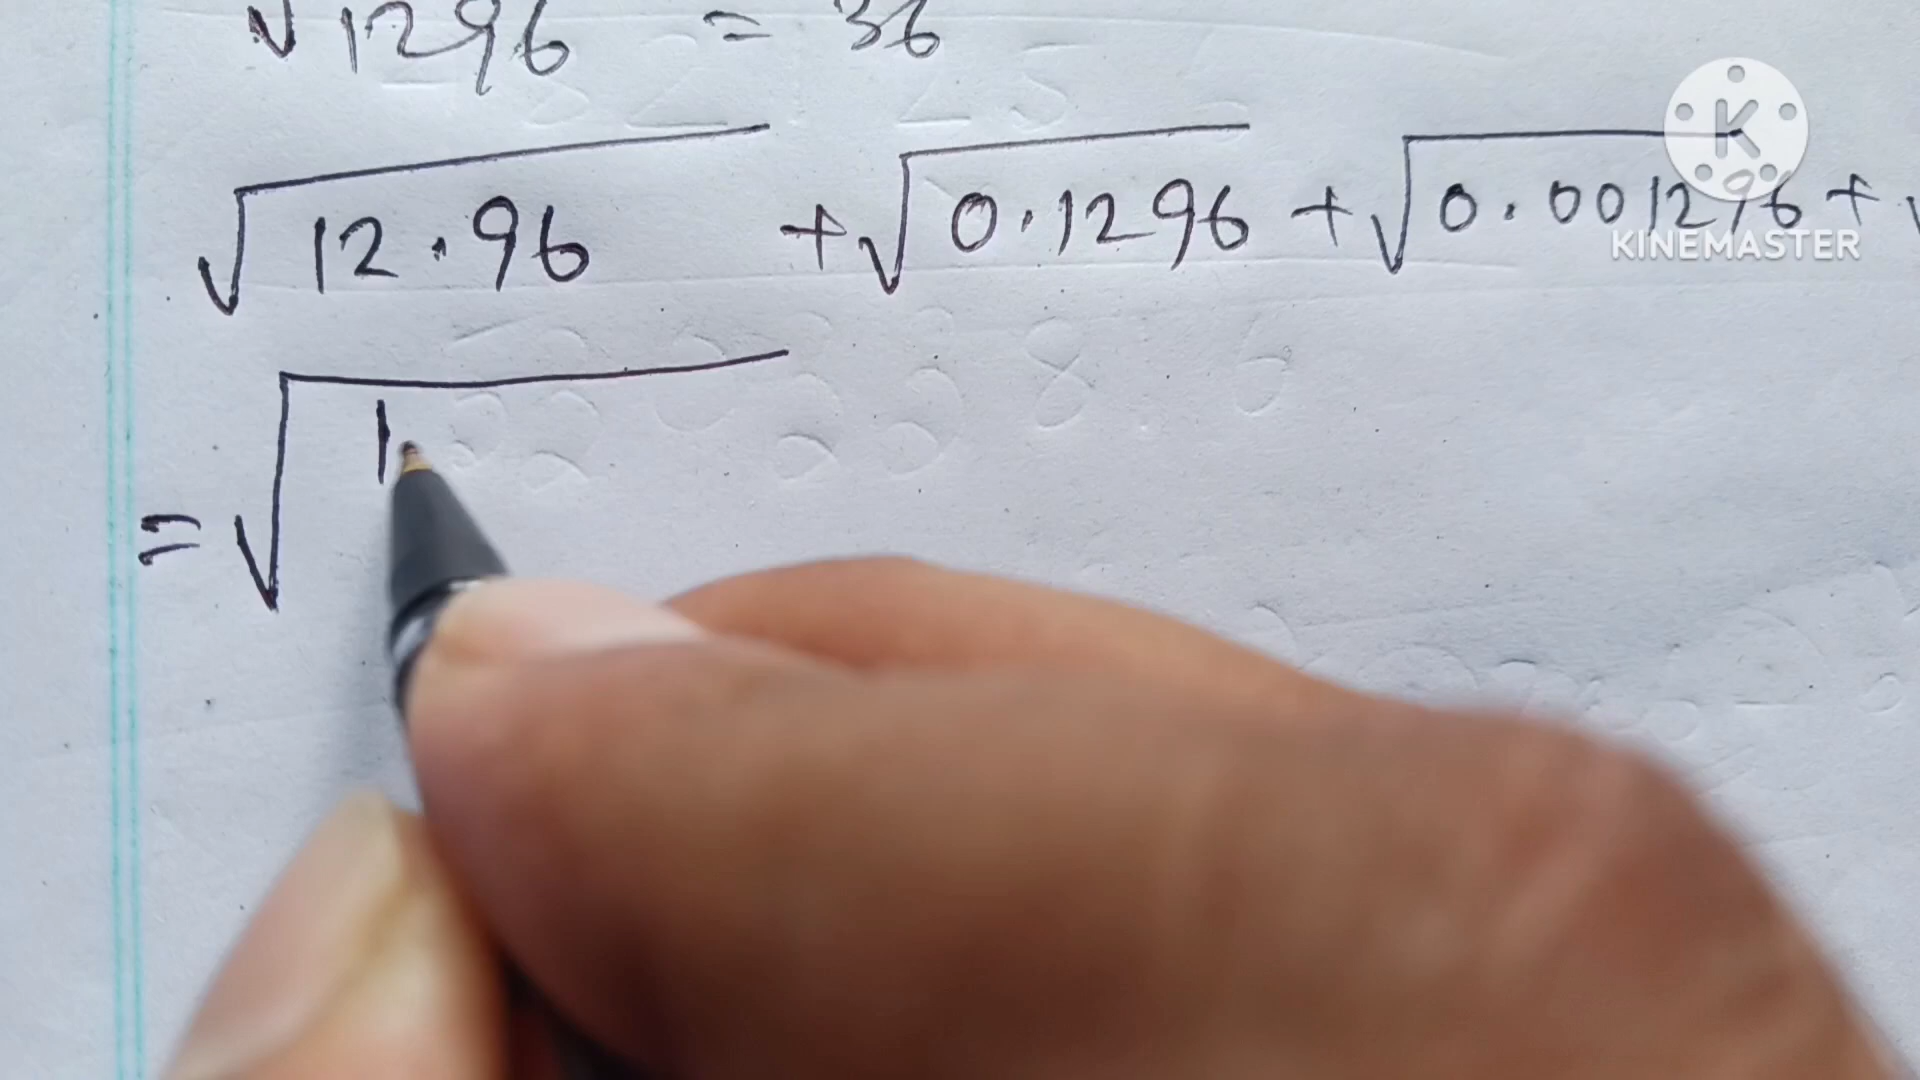 √1296 = 36
√12.96 + √0.1296 + √0.001296 + √
= √1
K
KINEMASTER